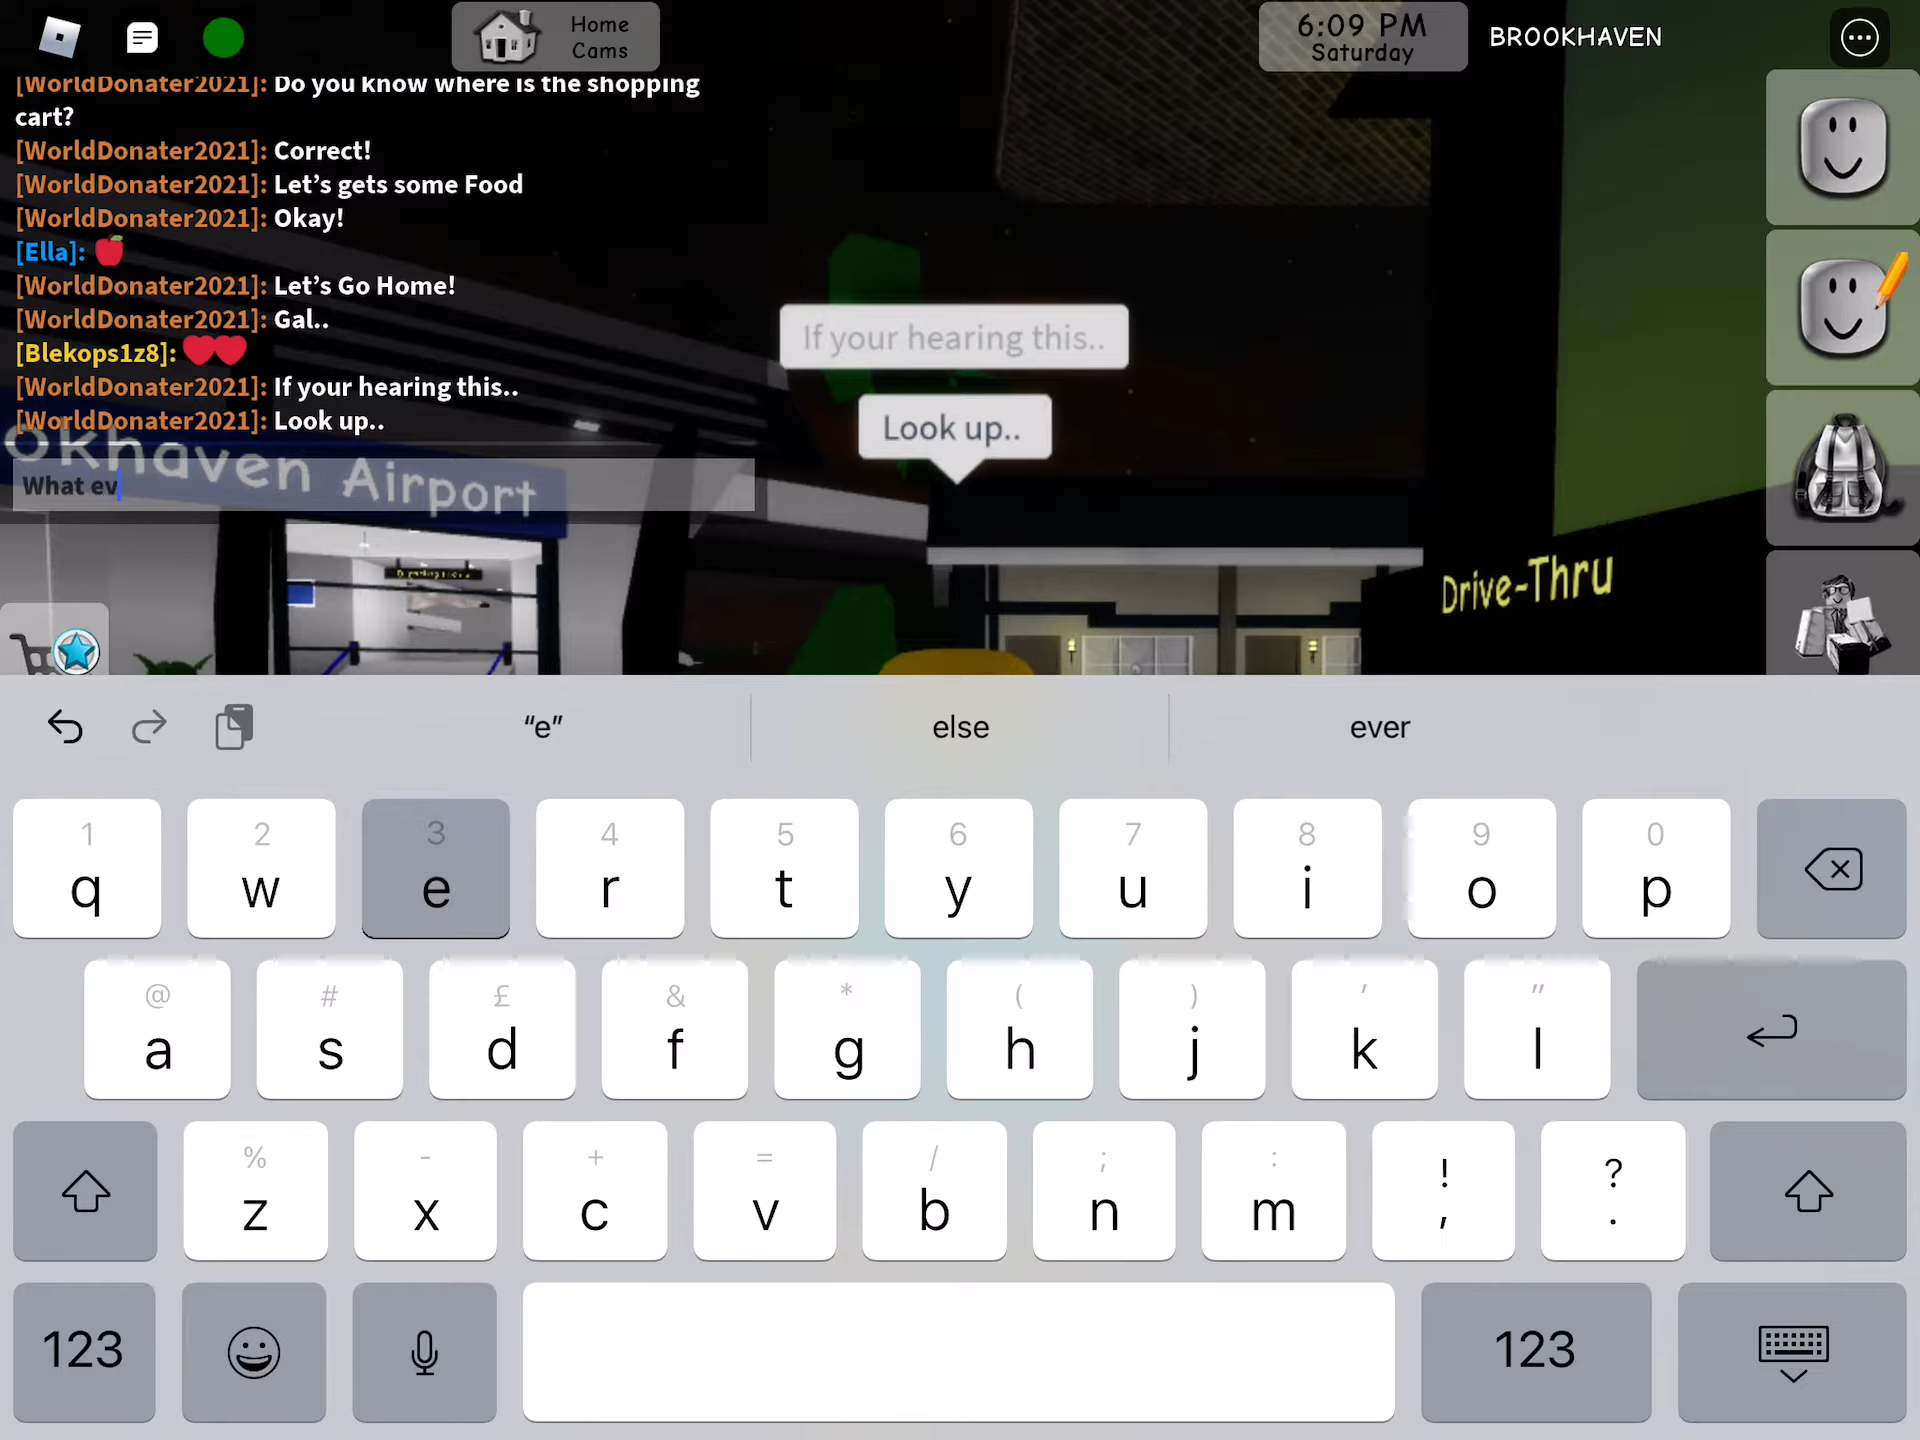 Home
Cams
6:09 PM
Saturday
BROOKHAVEN
[WorldDonater2021]: Do you know where is the shopping
cart?
[WorldDonater2021]: Correct!
[WorldDonater2021]: Let's gets some Food
[WorldDonater2021]: Okay!
[Ella]: 🍎
[WorldDonater2021]: Let's Go Home!
[WorldDonater2021]: Gal..
[Blekops1z8]: ❤️❤️
[WorldDonater2021]: If your hearing this..
[WorldDonater2021]: Look up..
If your hearing this..
Look up..
okhaven Airport
What ev
Drive-Thru
“e” else ever
1 2 3 4 5 6 7 8 9 0
q w e r t y u i o p
@ # £ & * ( ) ' "
a s d f g h j k l
% - + = / ; : ! ?
z x c v b n m , .
123 123